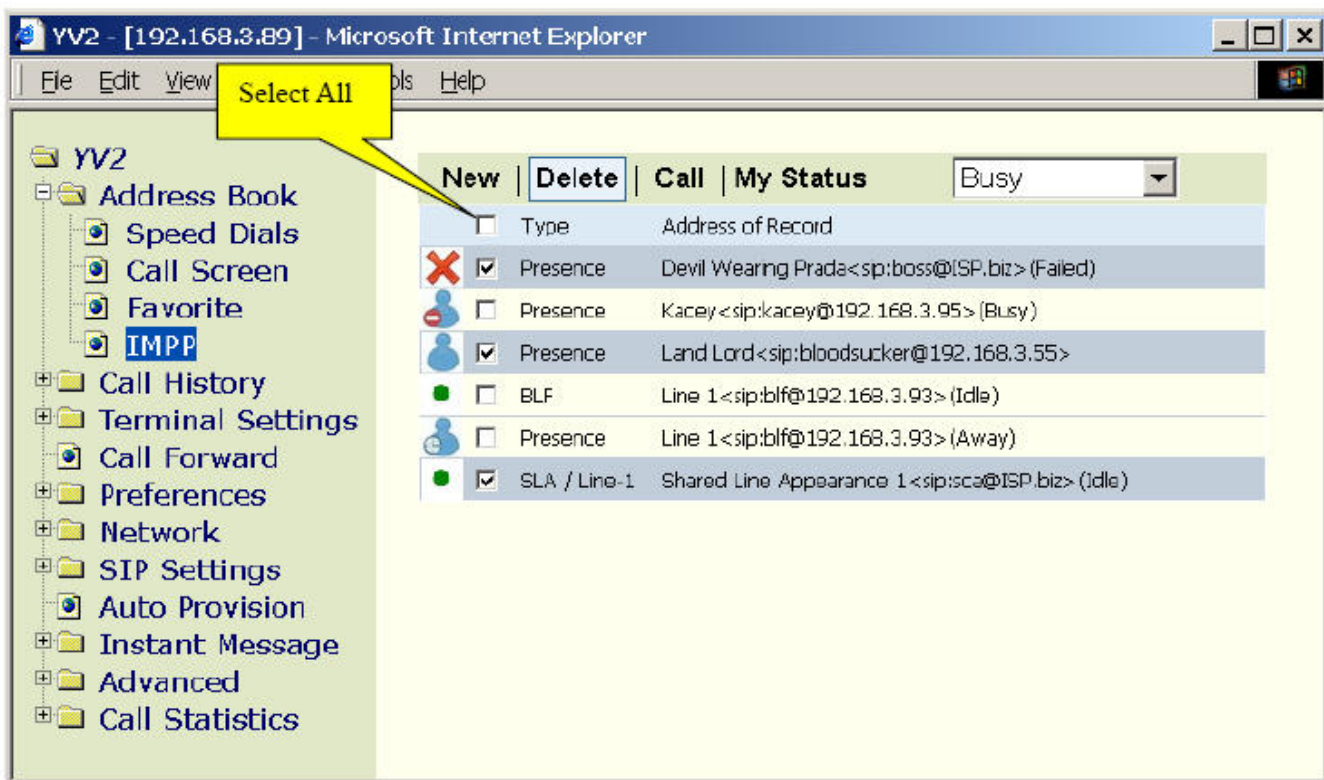 YV2 - [192.168.3.89] - Microsoft Internet Explorer
File Edit View ols Help
Select All
YV2
Address Book
Speed Dials
Call Screen
Favorite
IMPP
Call History
Terminal Settings
Call Forward
Preferences
Network
SIP Settings
Auto Provision
Instant Message
Advanced
Call Statistics
New | Delete | Call | My Status Busy
Type Address of Record
Presence Devil Wearing Prada<sip:boss@ISP.biz>(Failed)
Presence Kacey<sip:kacey@192.168.3.95>(Busy)
Presence Land Lord<sip:bloodsucker@192.168.3.55>
BLF Line 1<sip:blf@192.168.3.93>(Idle)
Presence Line 1<sip:blf@192.168.3.93>(Away)
SLA / Line-1 Shared Line Appearance 1<sip:sca@ISP.biz>(Idle)